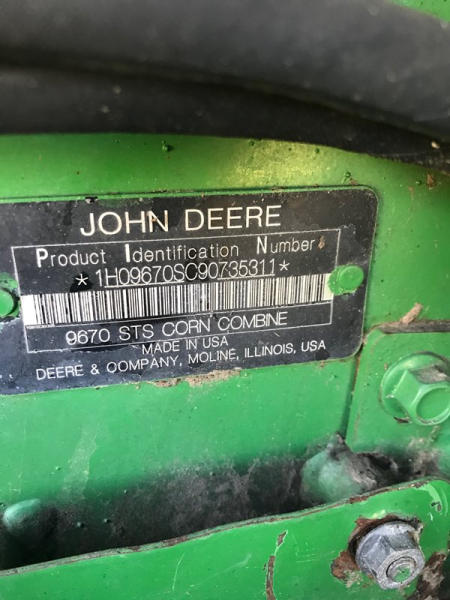 JOHN DEERE
Product Identification Number
*1H09670SC90735311*
9670 STS CORN COMBINE
MADE IN USA
DEERE & COMPANY, MOLINE, ILLINOIS, USA